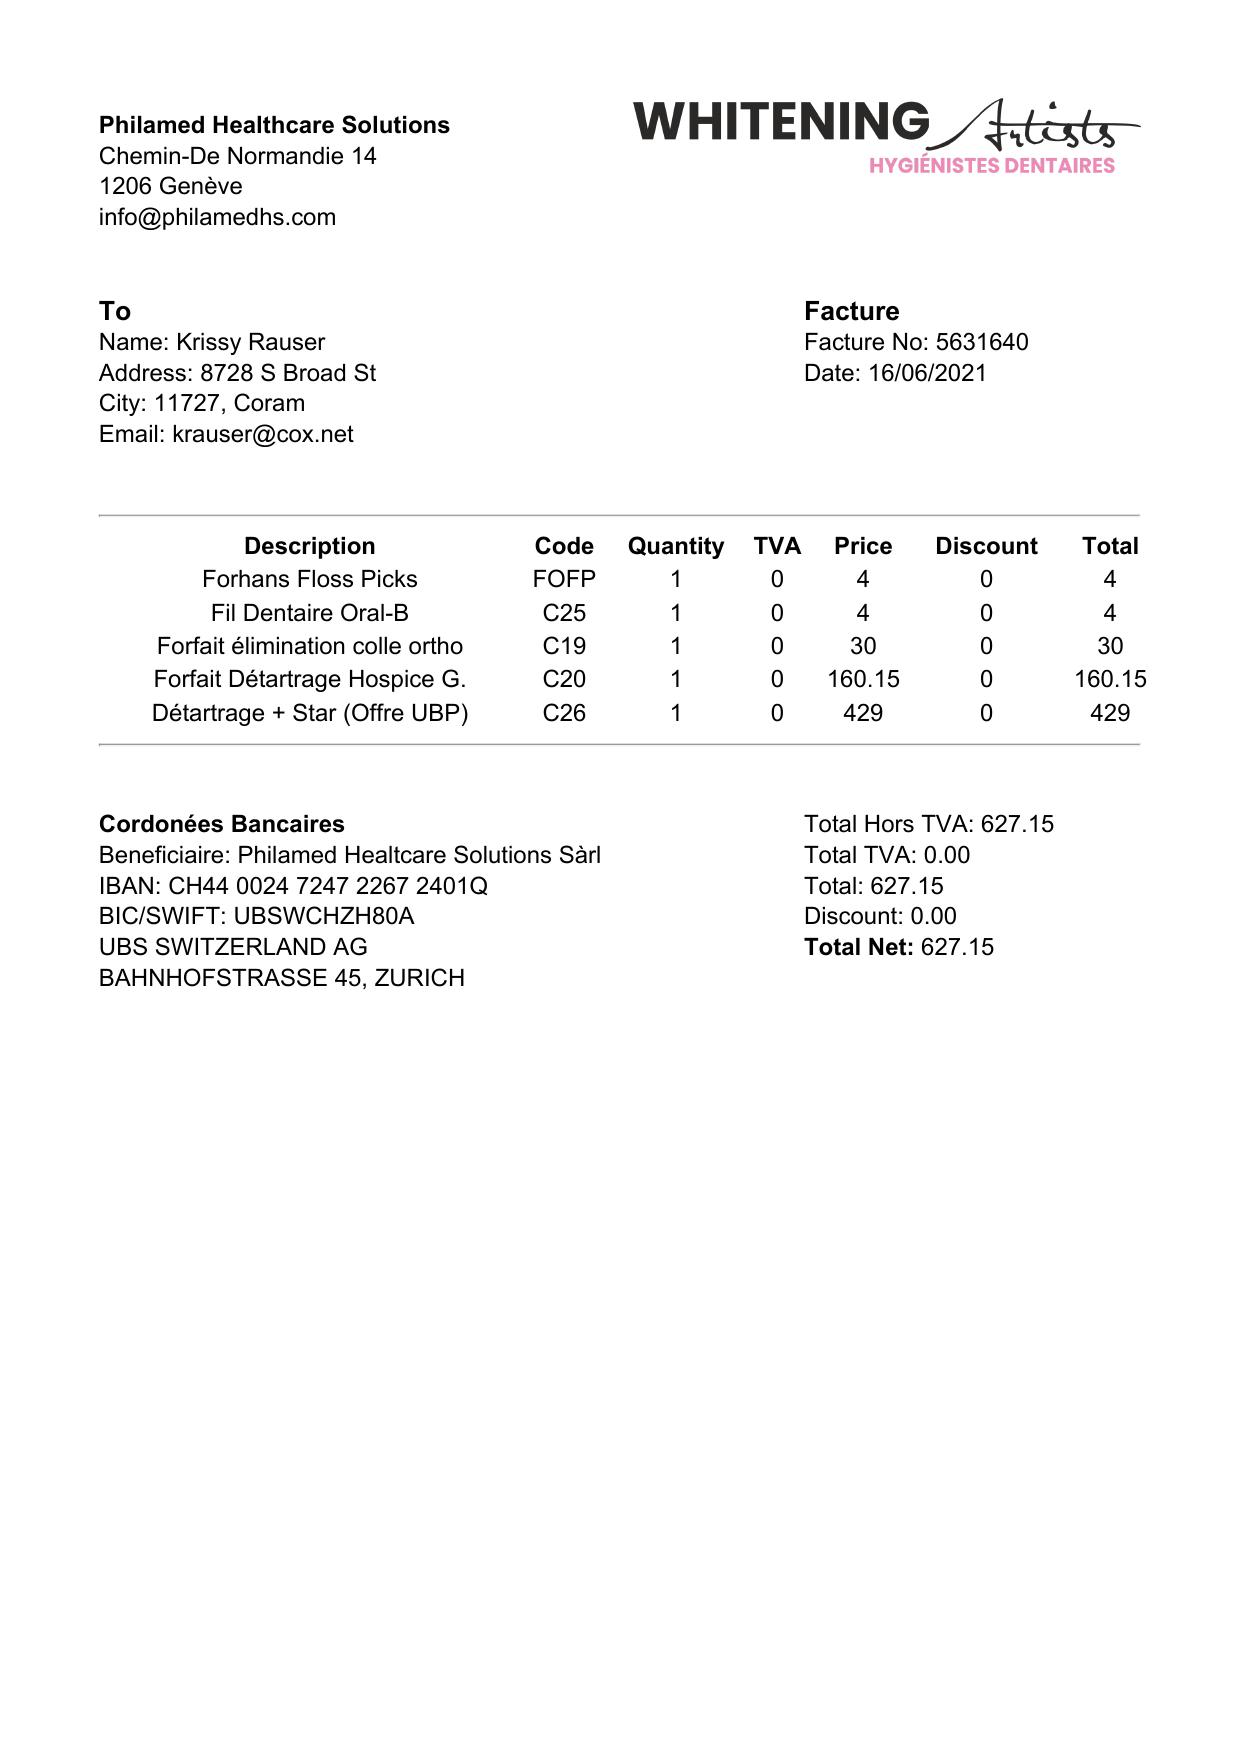 Philamed Healthcare Solutions
Chemin-De Normandie 14
1206 Genève
info@philamedhs.com
WHITENING Artists
HYGIÉNISTES DENTAIRES
To
Name: Krissy Rauser
Address: 8728 S Broad St
City: 11727, Coram
Email: krauser@cox.net
Facture
Facture No: 5631640
Date: 16/06/2021
Description Code Quantity TVA Price Discount Total
Forhans Floss Picks FOFP 1 0 4 0 4
Fil Dentaire Oral-B C25 1 0 4 0 4
Forfait élimination colle ortho C19 1 0 30 0 30
Forfait Détartrage Hospice G. C20 1 0 160.15 0 160.15
Détartrage + Star (Offre UBP) C26 1 0 429 0 429
Cordonées Bancaires
Beneficiaire: Philamed Healtcare Solutions Sàrl
IBAN: CH44 0024 7247 2267 2401Q
BIC/SWIFT: UBSWCHZH80A
UBS SWITZERLAND AG
BAHNHOFSTRASSE 45, ZURICH
Total Hors TVA: 627.15
Total TVA: 0.00
Total: 627.15
Discount: 0.00
Total Net: 627.15